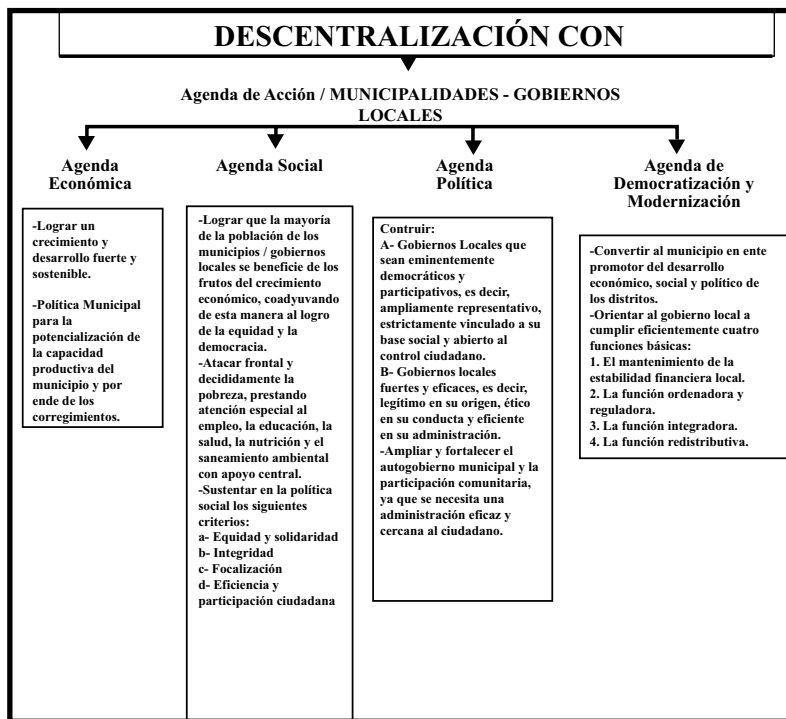 DESCENTRALIZACIÓN CON
Agenda de Acción / MUNICIPALIDADES - GOBIERNOS
LOCALES
Agenda
Económica
-Lograr un
crecimiento y
desarrollo fuerte y
sostenible.
-Política Municipal
para la
potencialización de
la capacidad
productiva del
municipio y por
ende de los
corregimientos.
Agenda Social
-Lograr que la mayoría
de la población de los
municipios / gobiernos
locales se beneficie de los
frutos del crecimiento
económico, coadyuvando
de esta manera al logro
de la equidad y la
democracia.
-Atacar frontal y
decididamente la
pobreza, prestando
atención especial al
empleo, la educación, la
salud, la nutrición y el
saneamiento ambiental
con apoyo central.
-Sustentar en la política
social los siguientes
criterios:
a- Equidad y solidaridad
b- Integridad
c- Focalización
d- Eficiencia y
participación ciudadana
Agenda
Política
Contruir:
A- Gobiernos Locales que
sean eminentemente
democráticos y
participativos, es decir,
ampliamente representativo,
estrictamente vinculado a su
base social y abierto al
control ciudadano.
B- Gobiernos locales
fuertes y eficaces, es decir,
legítimo en su origen, ético
en su conducta y eficiente
en su administración.
-Ampliar y fortalecer el
autogobierno municipal y la
participación comunitaria,
ya que se necesita una
administración eficaz y
cercana al ciudadano.
Agenda de
Democratización y
Modernización
-Convertir al municipio en ente
promotor del desarrollo
económico, social y político de
los distritos.
-Orientar al gobierno local a
cumplir eficientemente cuatro
funciones básicas:
1. El mantenimiento de la
estabilidad financiera local.
2. La función ordenadora y
reguladora.
3. La función integradora.
4. La función redistributiva.